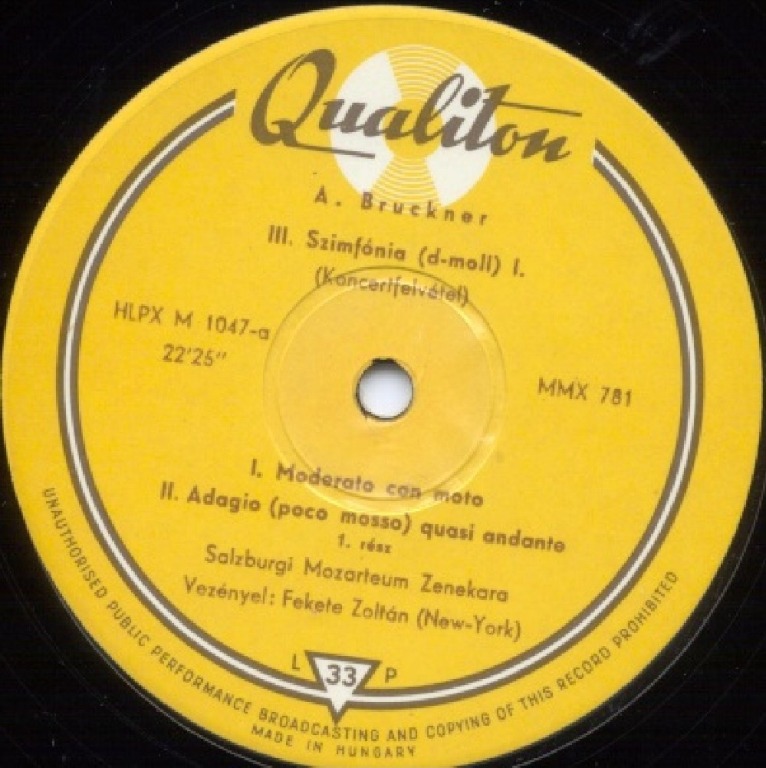 Qualiton
A. Bruckner
III. Szimfónia (d-moll) I.
(Koncertfelvétel)
HLPX M 1047-a
22'25"
MMX 781
I. Moderato con moto
II. Adagio (poco mosso) quasi andante
1. rész
Salzburgi Mozarteum Zenekara
Vezényel: Fekete Zoltán (New-York)
L 33 P
UNAUTHORISED PUBLIC PERFORMANCE BROADCASTING AND COPYING OF THIS RECORD PROHIBITED
MADE IN HUNGARY